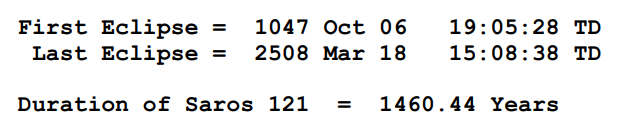 First Eclipse = 1047 Oct 06 19:05:28 TD
Last Eclipse = 2508 Mar 18 15:08:38 TD
Duration of Saros 121 = 1460.44 Years